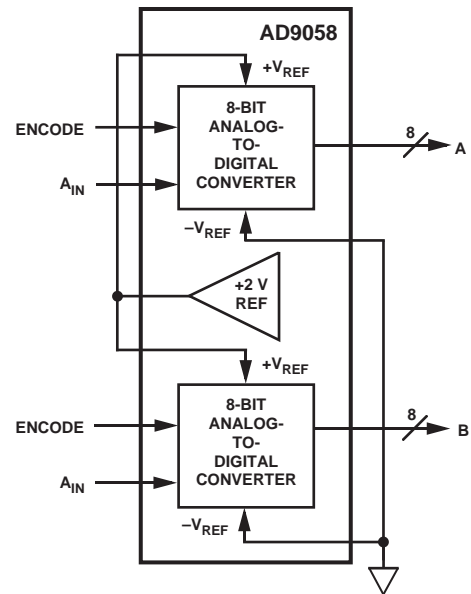 AD9058
+VREF
8-BIT
ANALOG-
TO-
DIGITAL
CONVERTER
ENCODE
AIN
8
A
–VREF
+2 V
REF
+VREF
8-BIT
ANALOG-
TO-
DIGITAL
CONVERTER
ENCODE
AIN
8
B
–VREF